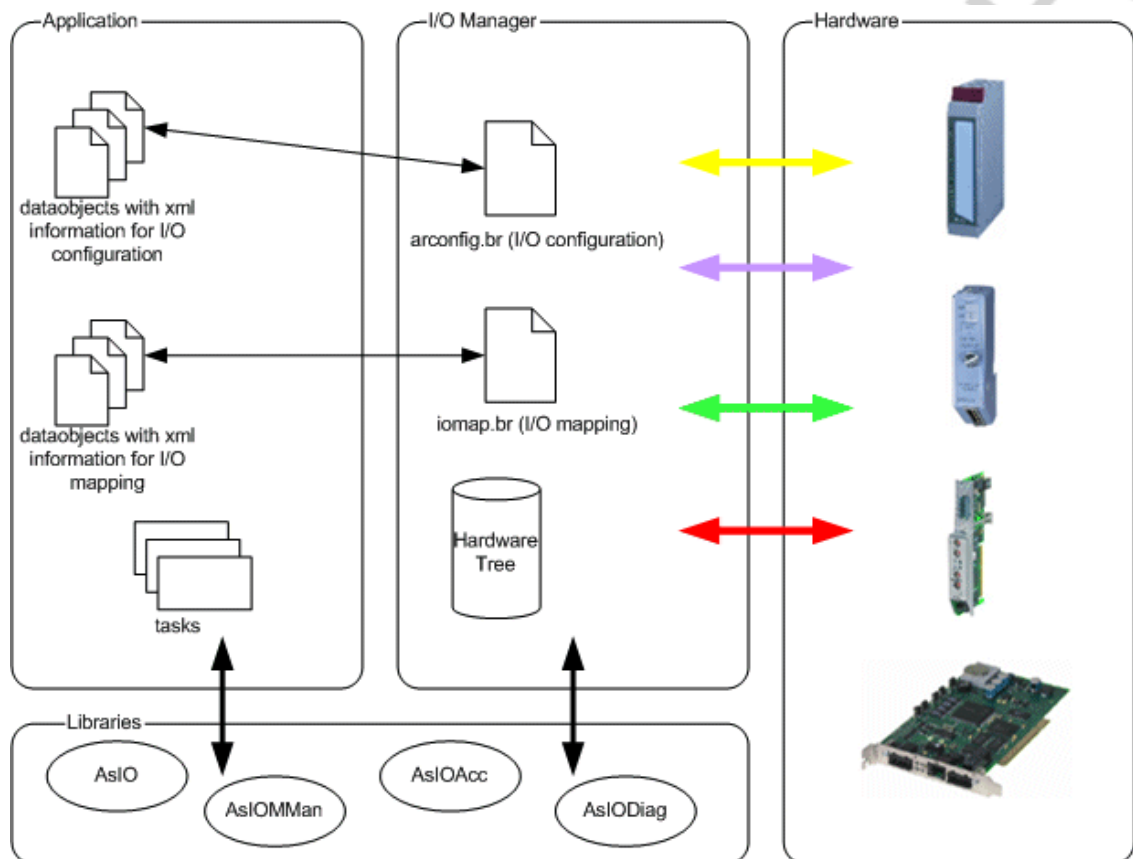 Application
dataobjects with xml
information for I/O
configuration
dataobjects with xml
information for I/O
mapping
tasks
I/O Manager
arconfig.br (I/O configuration)
iomap.br (I/O mapping)
Hardware
Tree
Hardware
Libraries
AsIO
AsIOMMan
AsIOAcc
AsIODiag